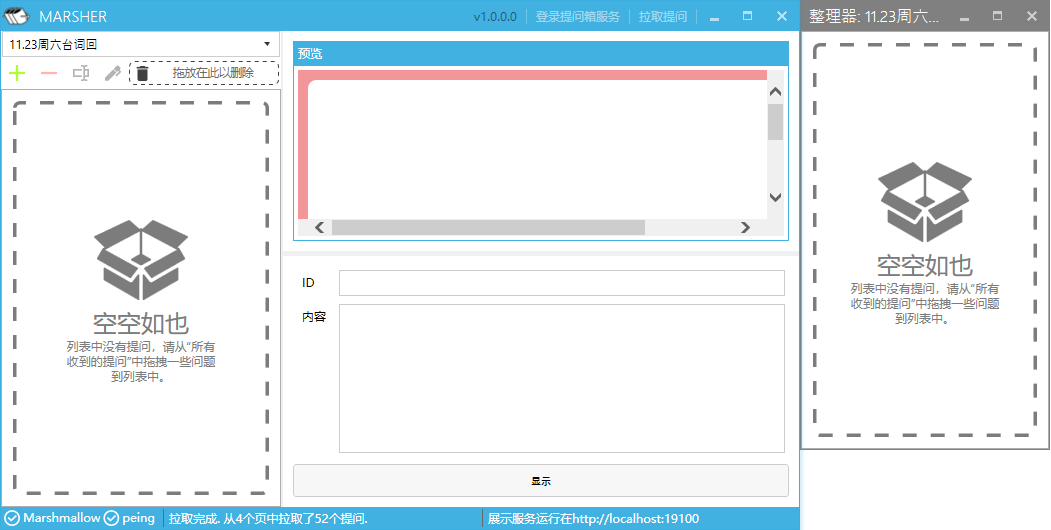 MARSHER
v1.0.0.0
登录提问箱服务
拉取提问
整理器: 11.23周六...
11.23周六台词回
拖放在此以删除
预览
空空如也
列表中没有提问，请从“所有
收到的提问”中拖拽一些问题
到列表中。
ID
内容
显示
空空如也
列表中没有提问，请从“所有
收到的提问”中拖拽一些问题
到列表中。
Marshmallow
peing
拉取完成. 从4个页中拉取了52个提问.
展示服务运行在http://localhost:19100